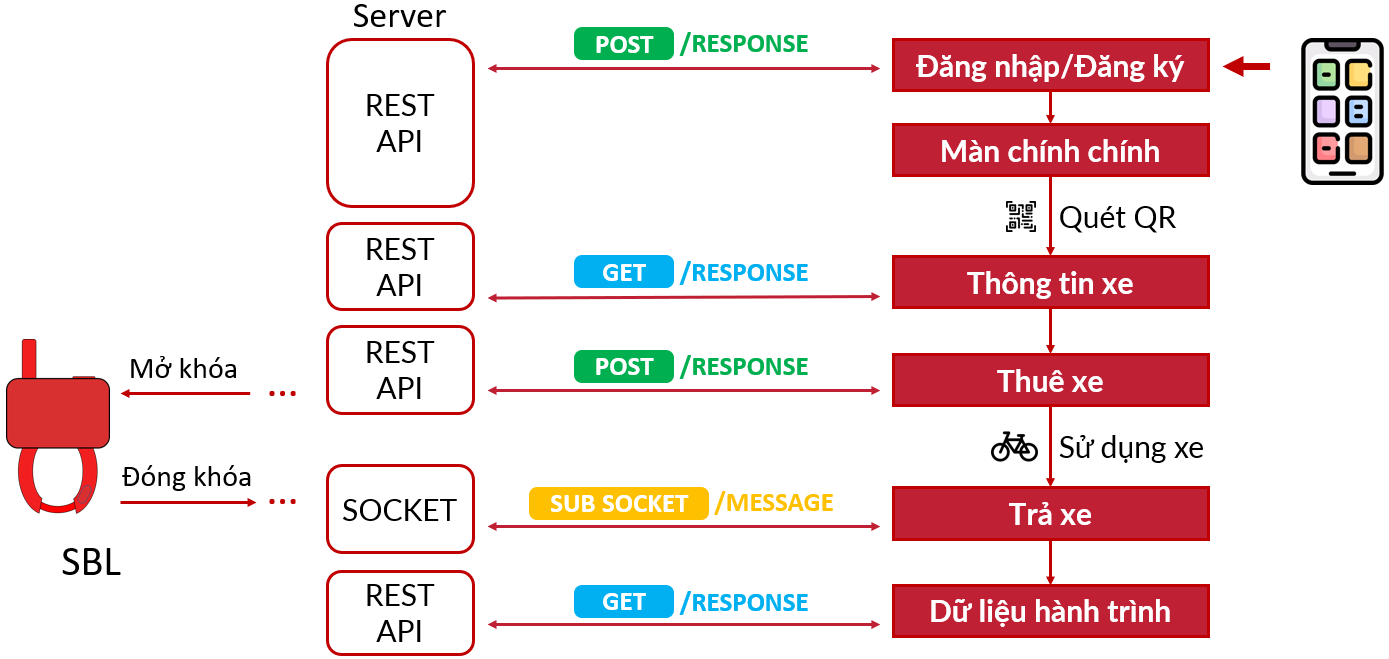 Server
POST /RESPONSE
Đăng nhập/Đăng ký
REST
API
Màn chính chính
Quét QR
REST
API
GET /RESPONSE
Thông tin xe
REST
API
POST /RESPONSE
Thuê xe
Mở khóa
...
Sử dụng xe
Đóng khóa
...
SOCKET
SUB SOCKET /MESSAGE
Trả xe
SBL
REST
API
GET /RESPONSE
Dữ liệu hành trình